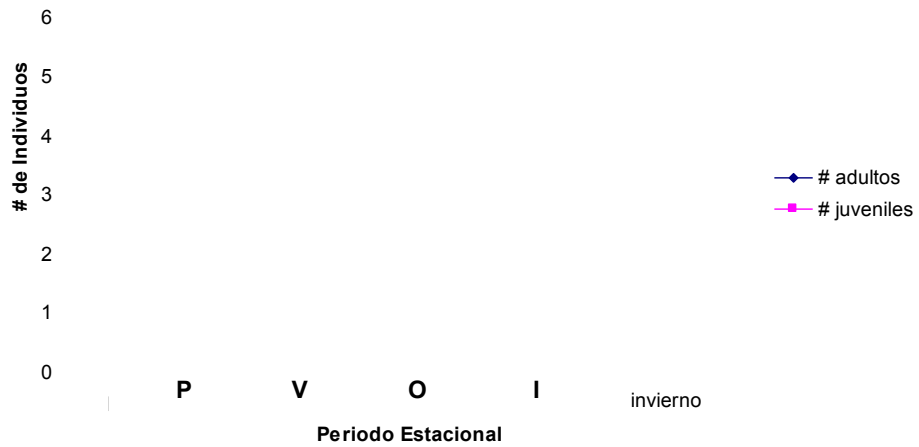 6
5
4
3
2
1
0
# de Individuos
P V O I invierno
Periodo Estacional
# adultos
# juveniles